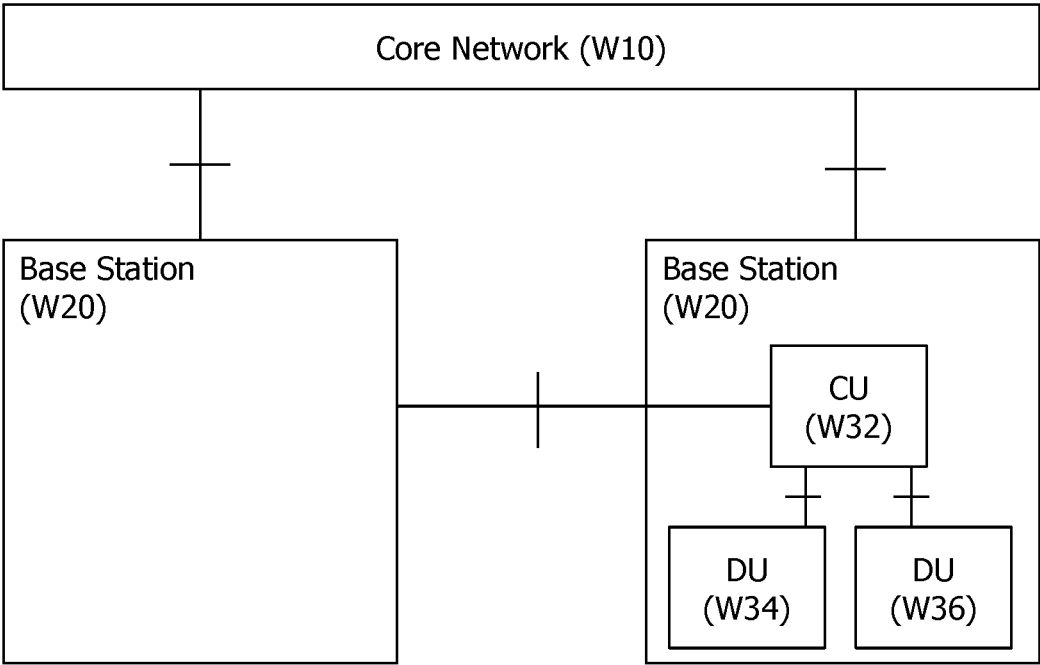 Core Network (W10)
Base Station
(W20)
Base Station
(W20)
CU
(W32)
DU
(W34)
DU
(W36)